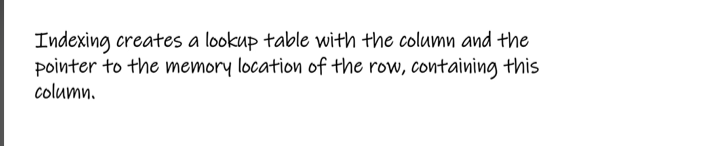 Indexing creates a lookup table with the column and the
pointer to the memory location of the row, containing this
column.